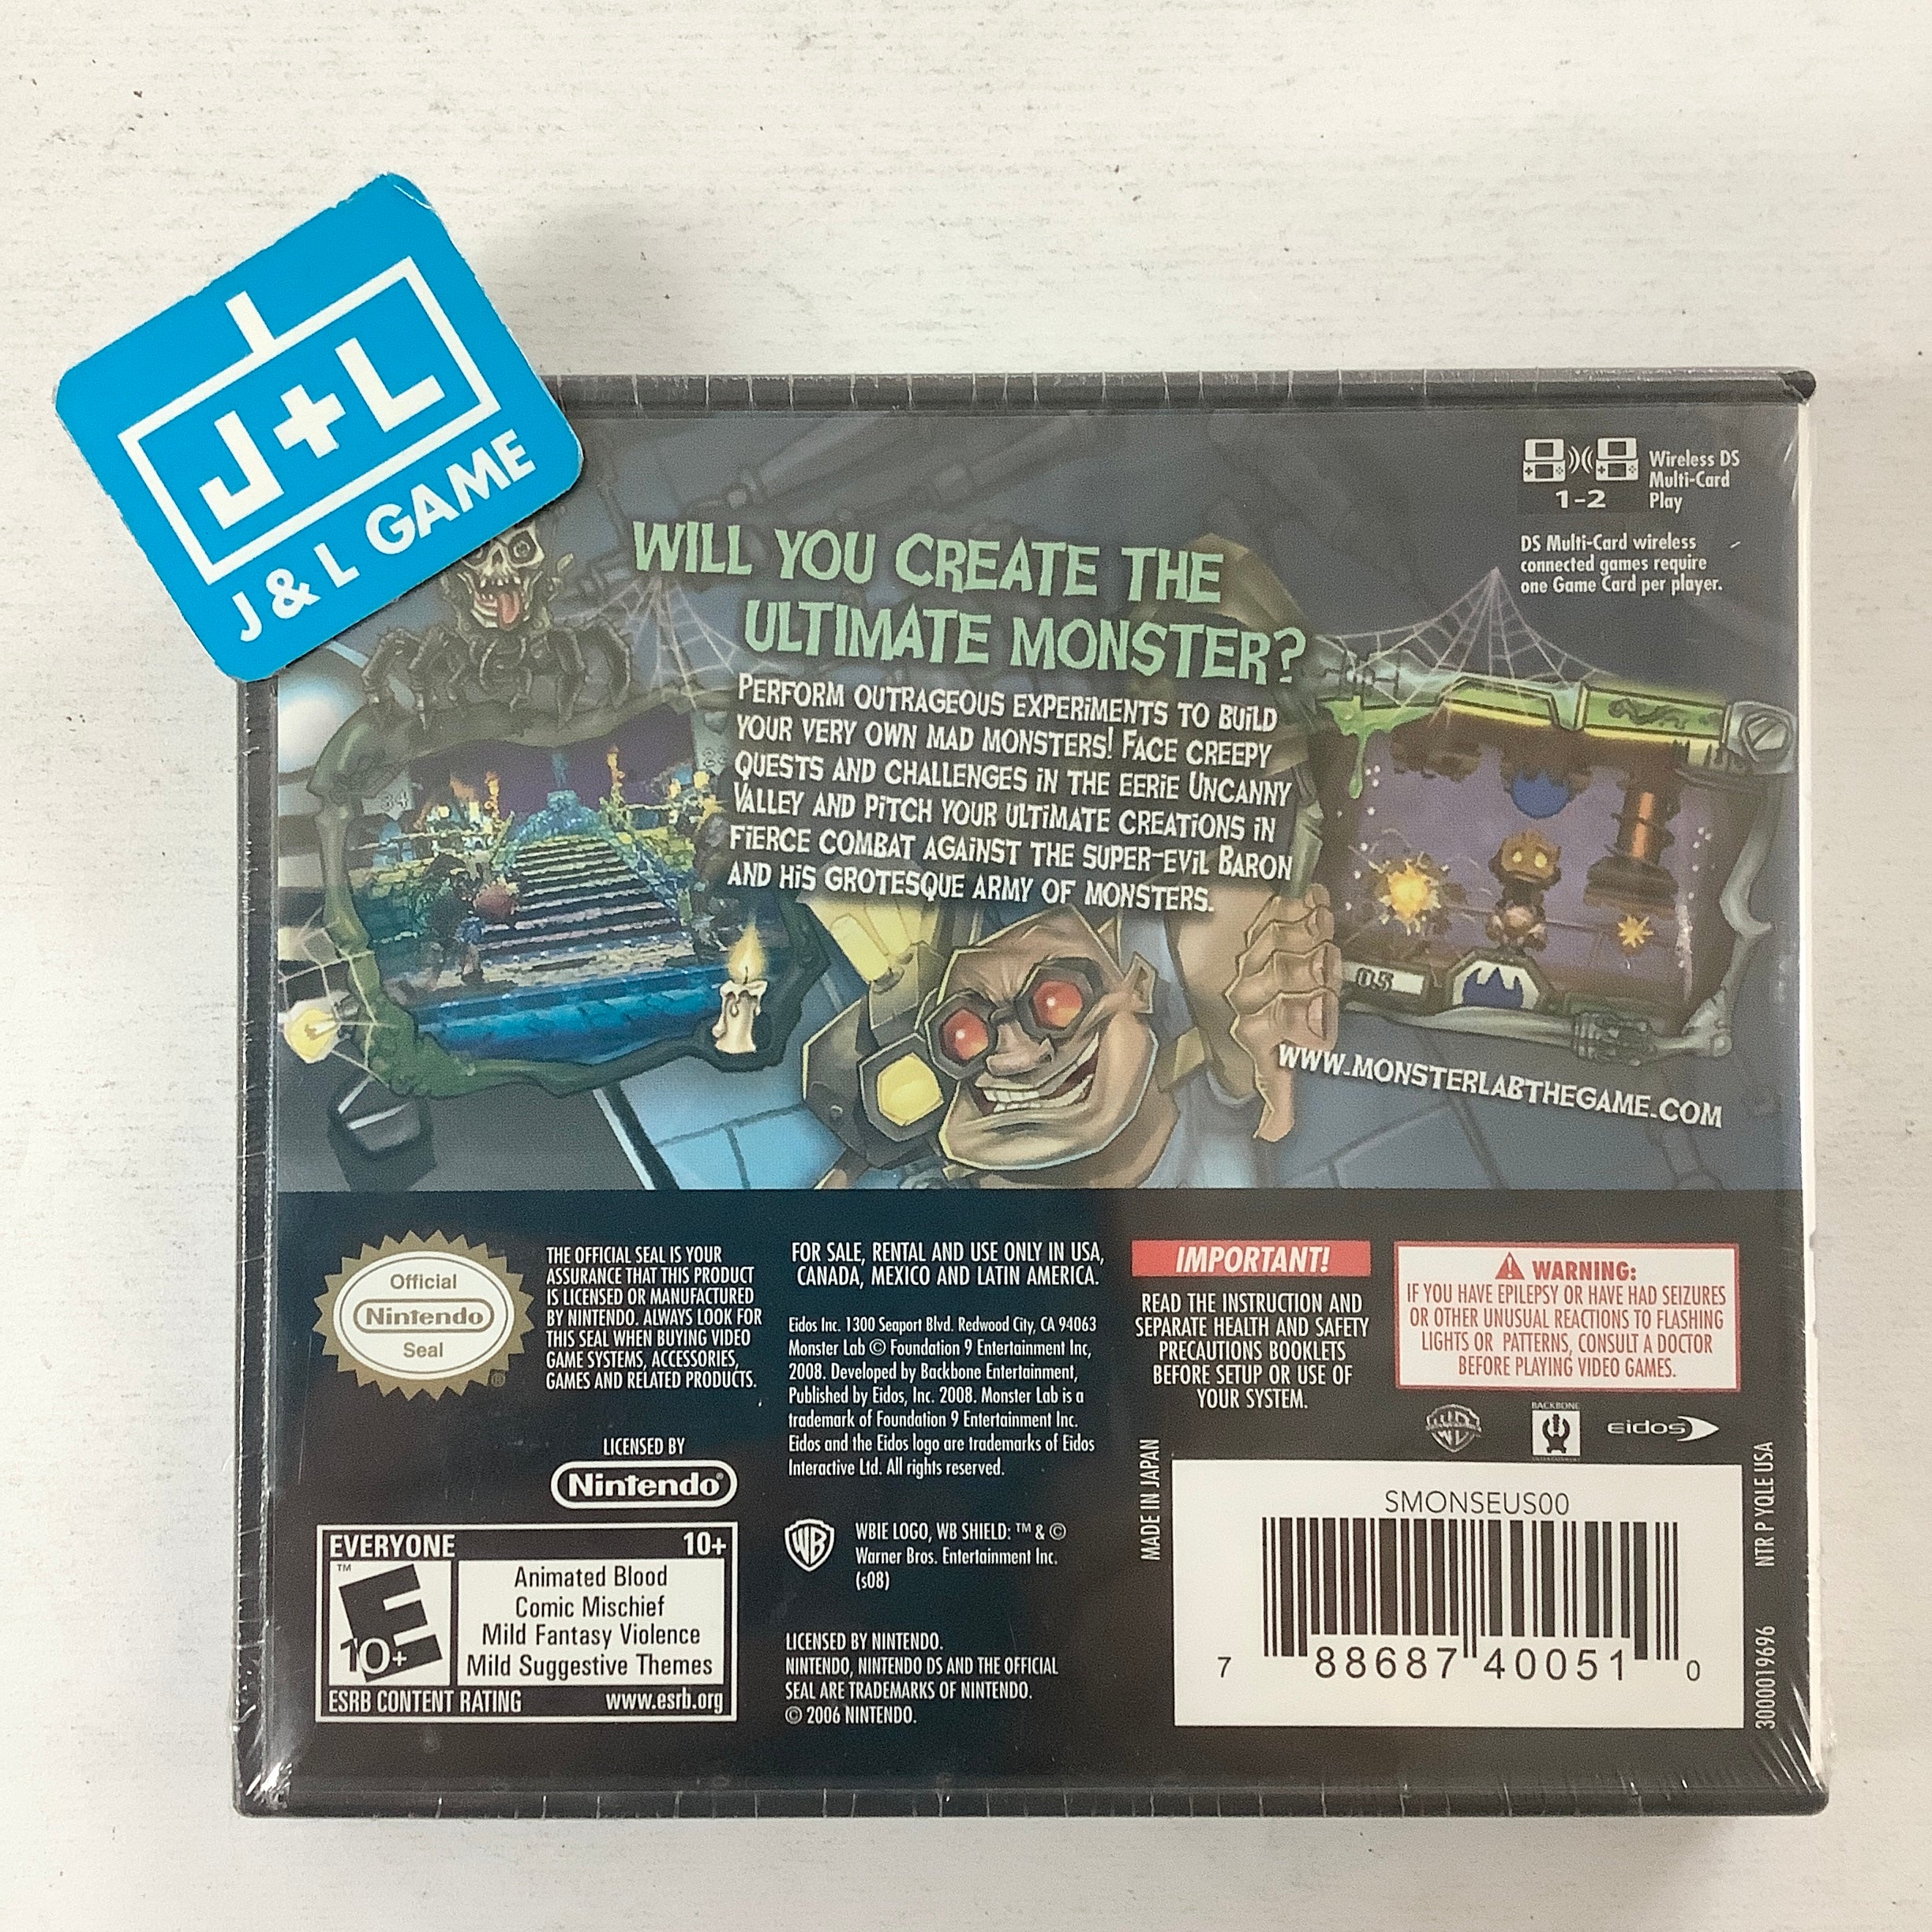 J+L
J & L GAME
1-2
Wireless DS
Multi-Card
Play
DS Multi-Card wireless
connected games require
one Game Card per player.
WILL YOU CREATE THE
ULTIMATE MONSTER?
PERFORM OUTRAGEOUS EXPERIMENTS TO BUILD
YOUR VERY OWN MAD MONSTERS! FACE CREEPY
QUESTS AND CHALLENGES IN THE EERIE UNCANNY
VALLEY AND PITCH YOUR ULTIMATE CREATIONS IN
FIERCE COMBAT AGAINST THE SUPER-EVIL BARON
AND HIS GROTESQUE ARMY OF MONSTERS.
34
05
WWW.MONSTERLABTHEGAME.COM
Official
Nintendo
Seal
®
THE OFFICIAL SEAL IS YOUR
ASSURANCE THAT THIS PRODUCT
IS LICENSED OR MANUFACTURED
BY NINTENDO. ALWAYS LOOK FOR
THIS SEAL WHEN BUYING VIDEO
GAME SYSTEMS, ACCESSORIES,
GAMES AND RELATED PRODUCTS.
LICENSED BY
Nintendo®
EVERYONE 10+
™
E
10+
Animated Blood
Comic Mischief
Mild Fantasy Violence
Mild Suggestive Themes
ESRB CONTENT RATING www.esrb.org
FOR SALE, RENTAL AND USE ONLY IN USA,
CANADA, MEXICO AND LATIN AMERICA.
Eidos Inc. 1300 Seaport Blvd. Redwood City, CA 94063
Monster Lab © Foundation 9 Entertainment Inc,
2008. Developed by Backbone Entertainment,
Published by Eidos, Inc. 2008. Monster Lab is a
trademark of Foundation 9 Entertainment Inc.
Eidos and the Eidos logo are trademarks of Eidos
Interactive Ltd. All rights reserved.
WB
WBIE LOGO, WB SHIELD: ™ & ©
Warner Bros. Entertainment Inc.
(s08)
LICENSED BY NINTENDO.
NINTENDO, NINTENDO DS AND THE OFFICIAL
SEAL ARE TRADEMARKS OF NINTENDO.
© 2006 NINTENDO.
IMPORTANT!
READ THE INSTRUCTION AND
SEPARATE HEALTH AND SAFETY
PRECAUTIONS BOOKLETS
BEFORE SETUP OR USE OF
YOUR SYSTEM.
WARNING:
IF YOU HAVE EPILEPSY OR HAVE HAD SEIZURES
OR OTHER UNUSUAL REACTIONS TO FLASHING
LIGHTS OR PATTERNS, CONSULT A DOCTOR
BEFORE PLAYING VIDEO GAMES.
BACKBONE
ENTERTAINMENT
eidos
MADE IN JAPAN
SMONSEUS00
7 88687 40051 0
NTR P YQLE USA
3000019696